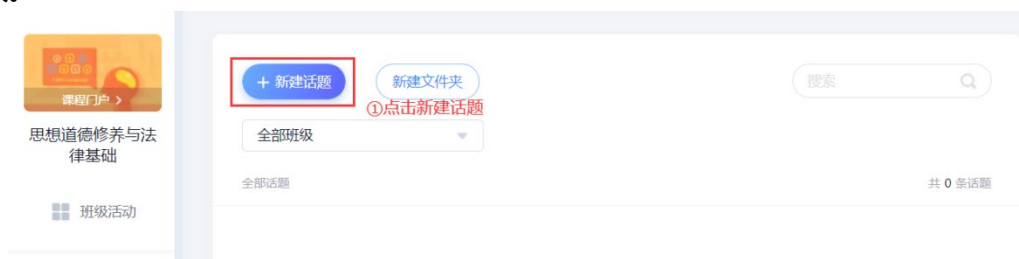 课程门户 >
思想道德修养与法
律基础
班级活动
+ 新建话题
新建文件夹
搜索
①点击新建话题
全部班级
全部话题
共 0 条话题